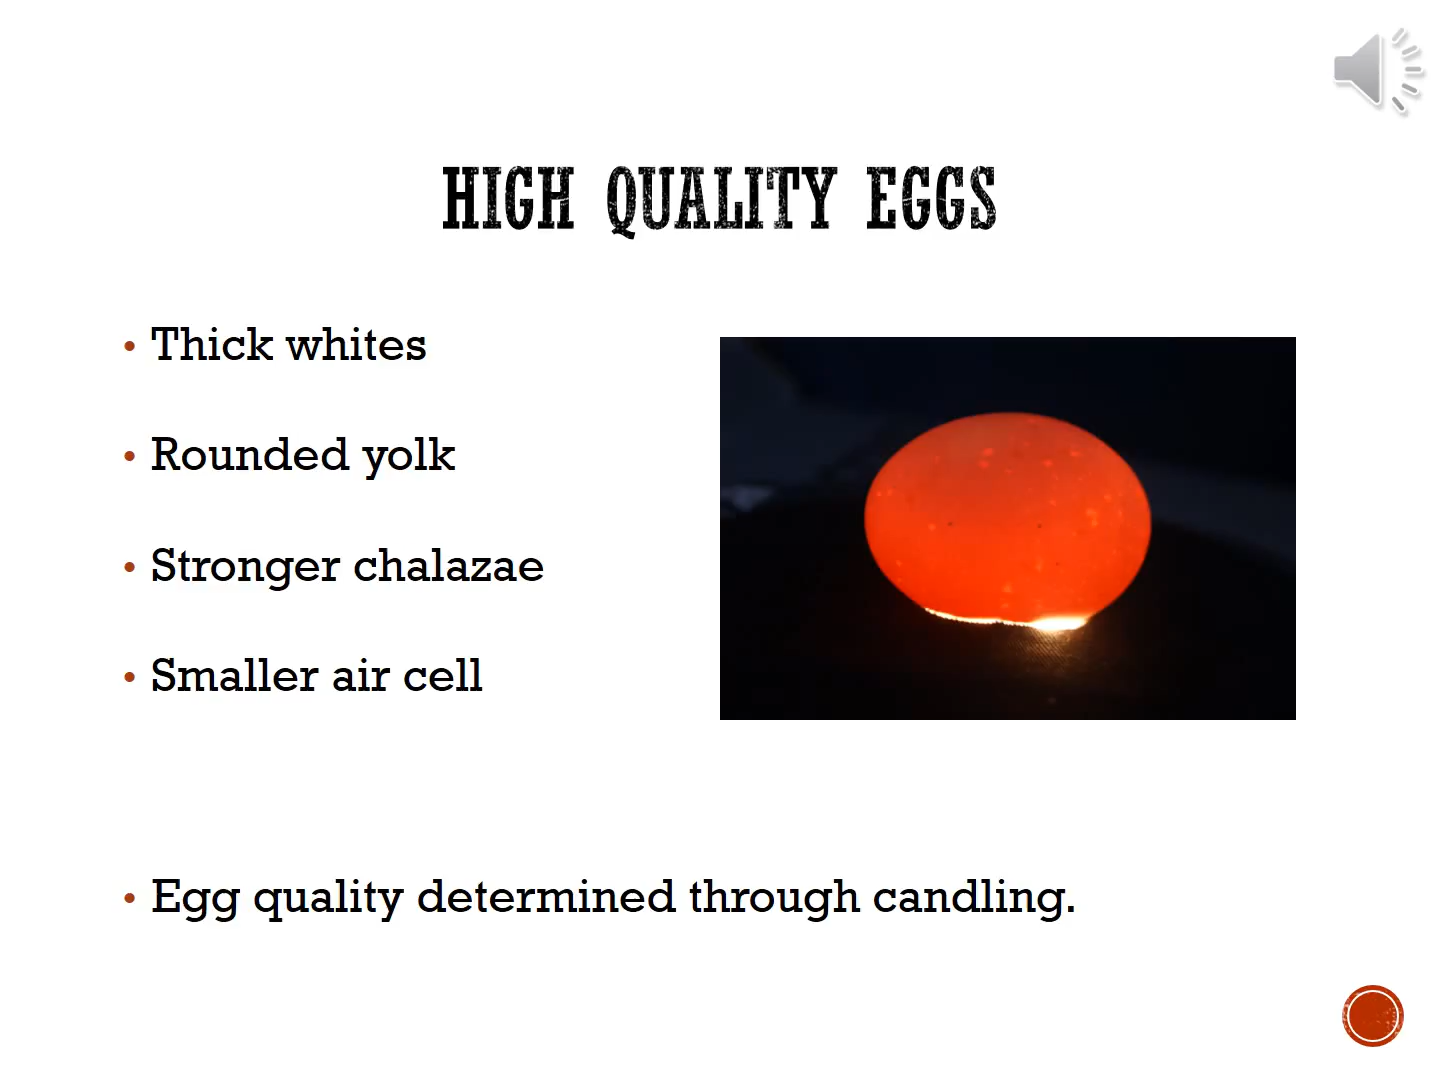 HIGH QUALITY EGGS
• Thick whites
• Rounded yolk
• Stronger chalazae
• Smaller air cell
• Egg quality determined through candling.